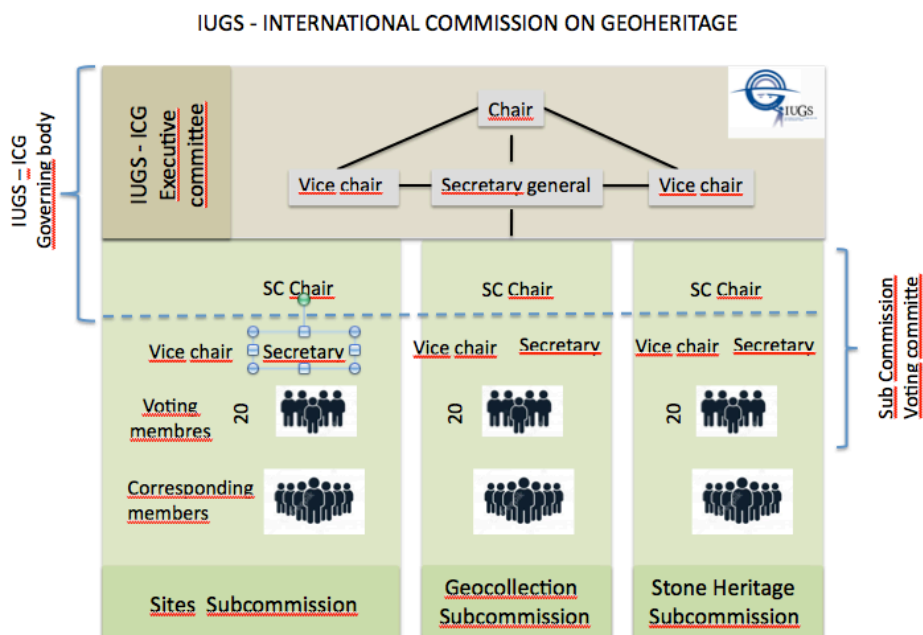 IUGS - INTERNATIONAL COMMISSION ON GEOHERITAGE
IUGS – ICG
Governing body
IUGS - ICG
Executive
committee
Chair
IUGS
Vice chair
Secretary general
Vice chair
SC Chair
SC Chair
SC Chair
Vice chair
Secretary
Vice chair
Secretary
Vice chair
Secretary
Voting
membres
20
20
20
Corresponding
members
Sub Commission
Voting committe
Sites Subcommission
Geocollection
Subcommission
Stone Heritage
Subcommission